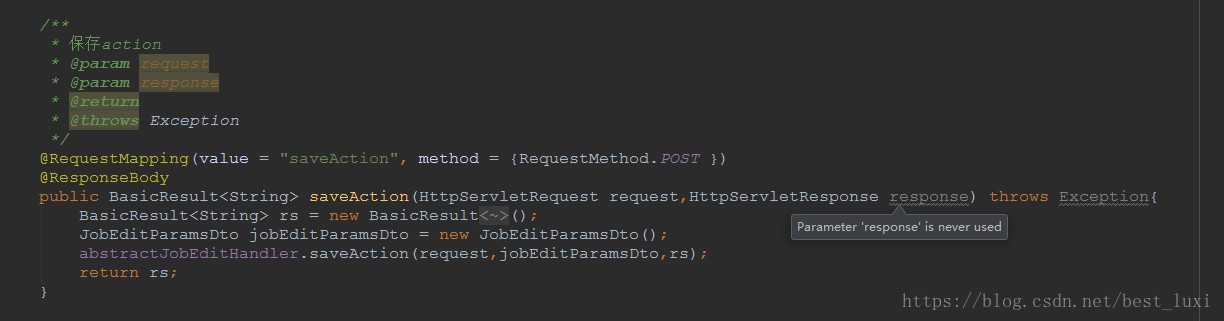 /**
* 保存action
* @param request
* @param response
* @return
* @throws Exception
*/
@RequestMapping(value = "saveAction", method = {RequestMethod.POST })
@ResponseBody
public BasicResult<String> saveAction(HttpServletRequest request,HttpServletResponse response) throws Exception{
BasicResult<String> rs = new BasicResult<~>();
Parameter 'response' is never used
JobEditParamsDto jobEditParamsDto = new JobEditParamsDto();
abstractJobEditHandler.saveAction(request,jobEditParamsDto,rs);
return rs;
}
https://blog.csdn.net/best_luxi